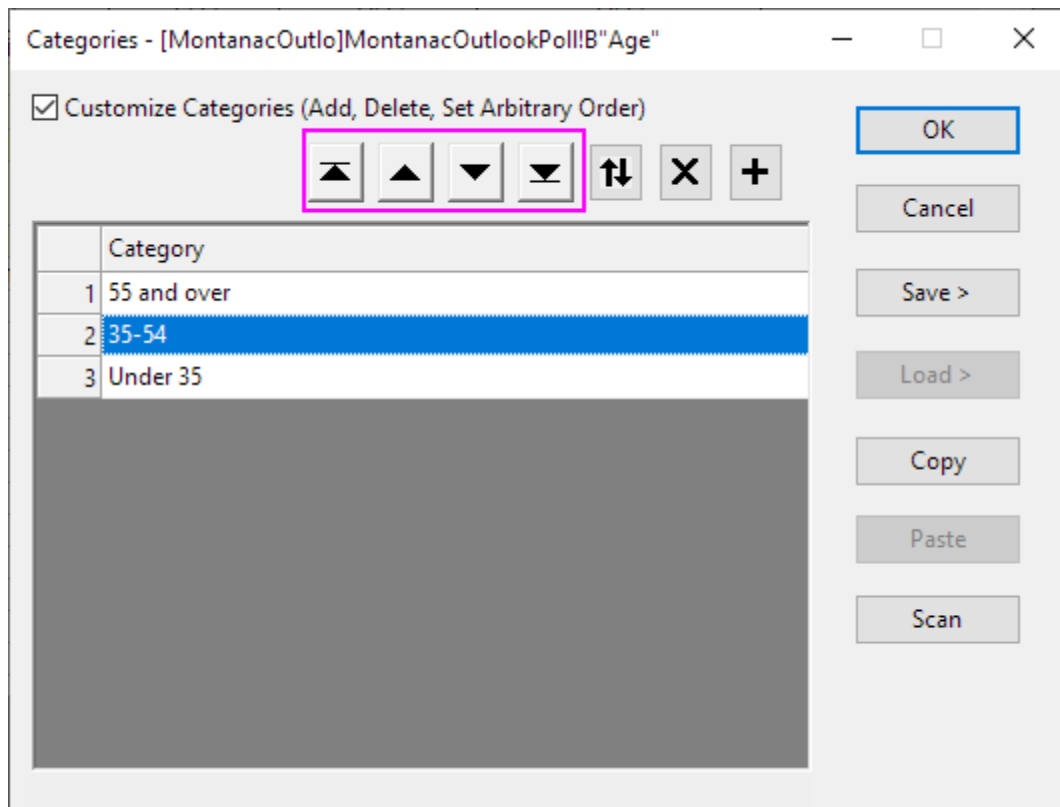 Categories - [MontanacOutlo]MontanacOutlookPoll!B"Age"
Customize Categories (Add, Delete, Set Arbitrary Order)
OK
Cancel
Category
1 55 and over
Save >
2 35-54
3 Under 35
Load >
Copy
Paste
Scan